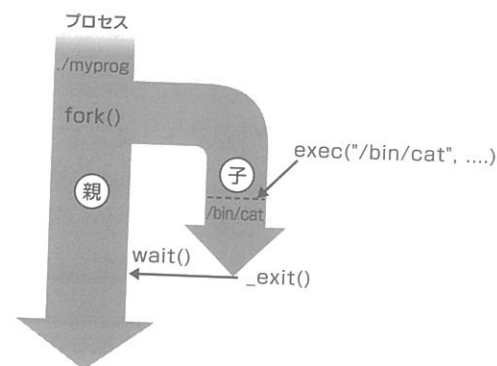 プロセス
./myprog
fork()
親
子
exec("/bin/cat", ....)
/bin/cat
wait()
_exit()